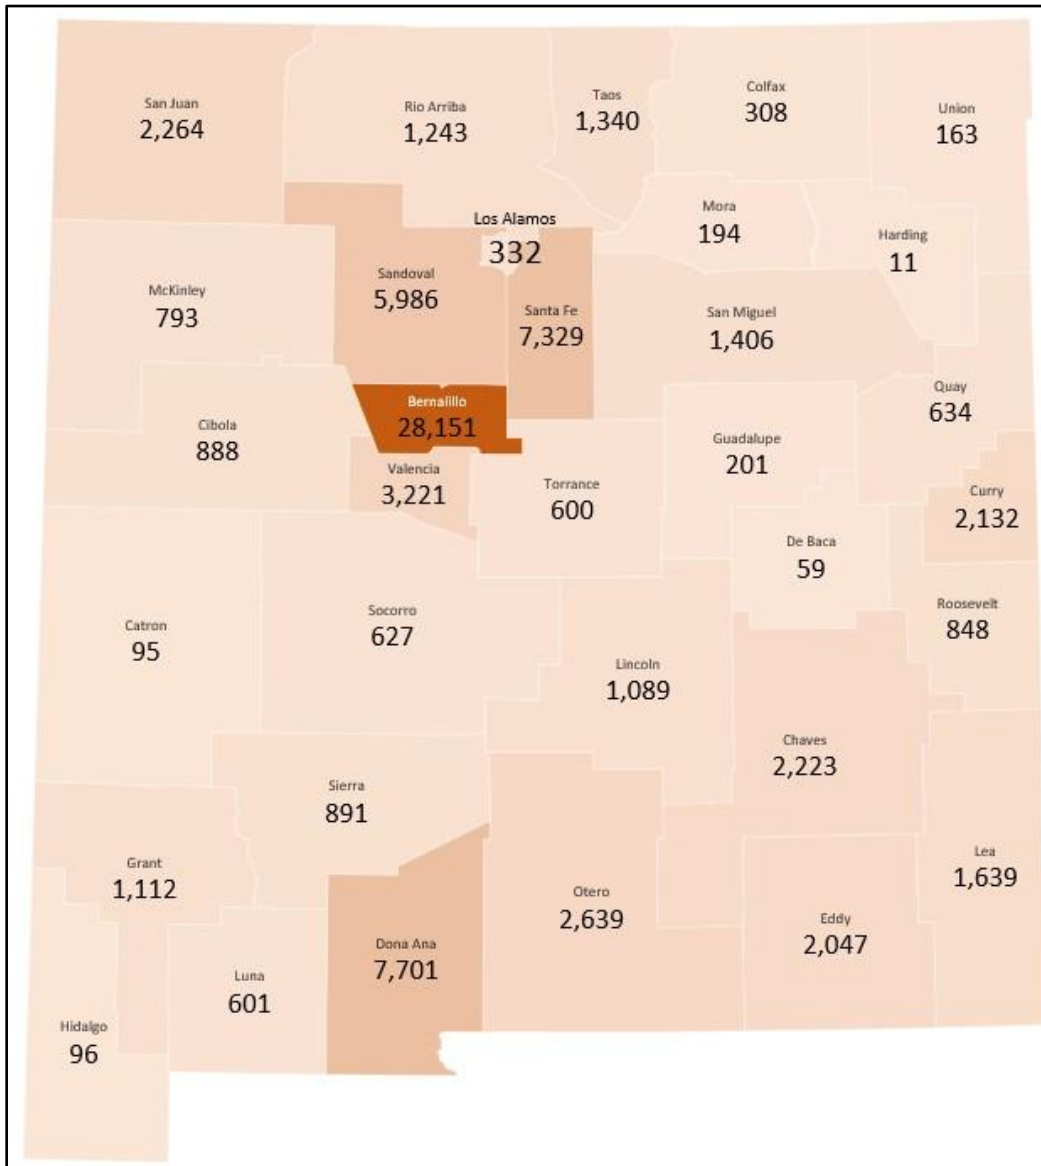 San Juan
2,264
Rio Arriba
1,243
Taos
1,340
Colfax
308
Union
163
Los Alamos
332
Mora
194
Harding
11
McKinley
793
Sandoval
5,986
Santa Fe
7,329
San Miguel
1,406
Quay
634
Cibola
888
Bernalillo
28,151
Valencia
3,221
Torrance
600
Guadalupe
201
Curry
2,132
De Baca
59
Roosevelt
848
Catron
95
Socorro
627
Lincoln
1,089
Chaves
2,223
Sierra
891
Grant
1,112
Otero
2,639
Lea
1,639
Eddy
2,047
Dona Ana
7,701
Luna
601
Hidalgo
96